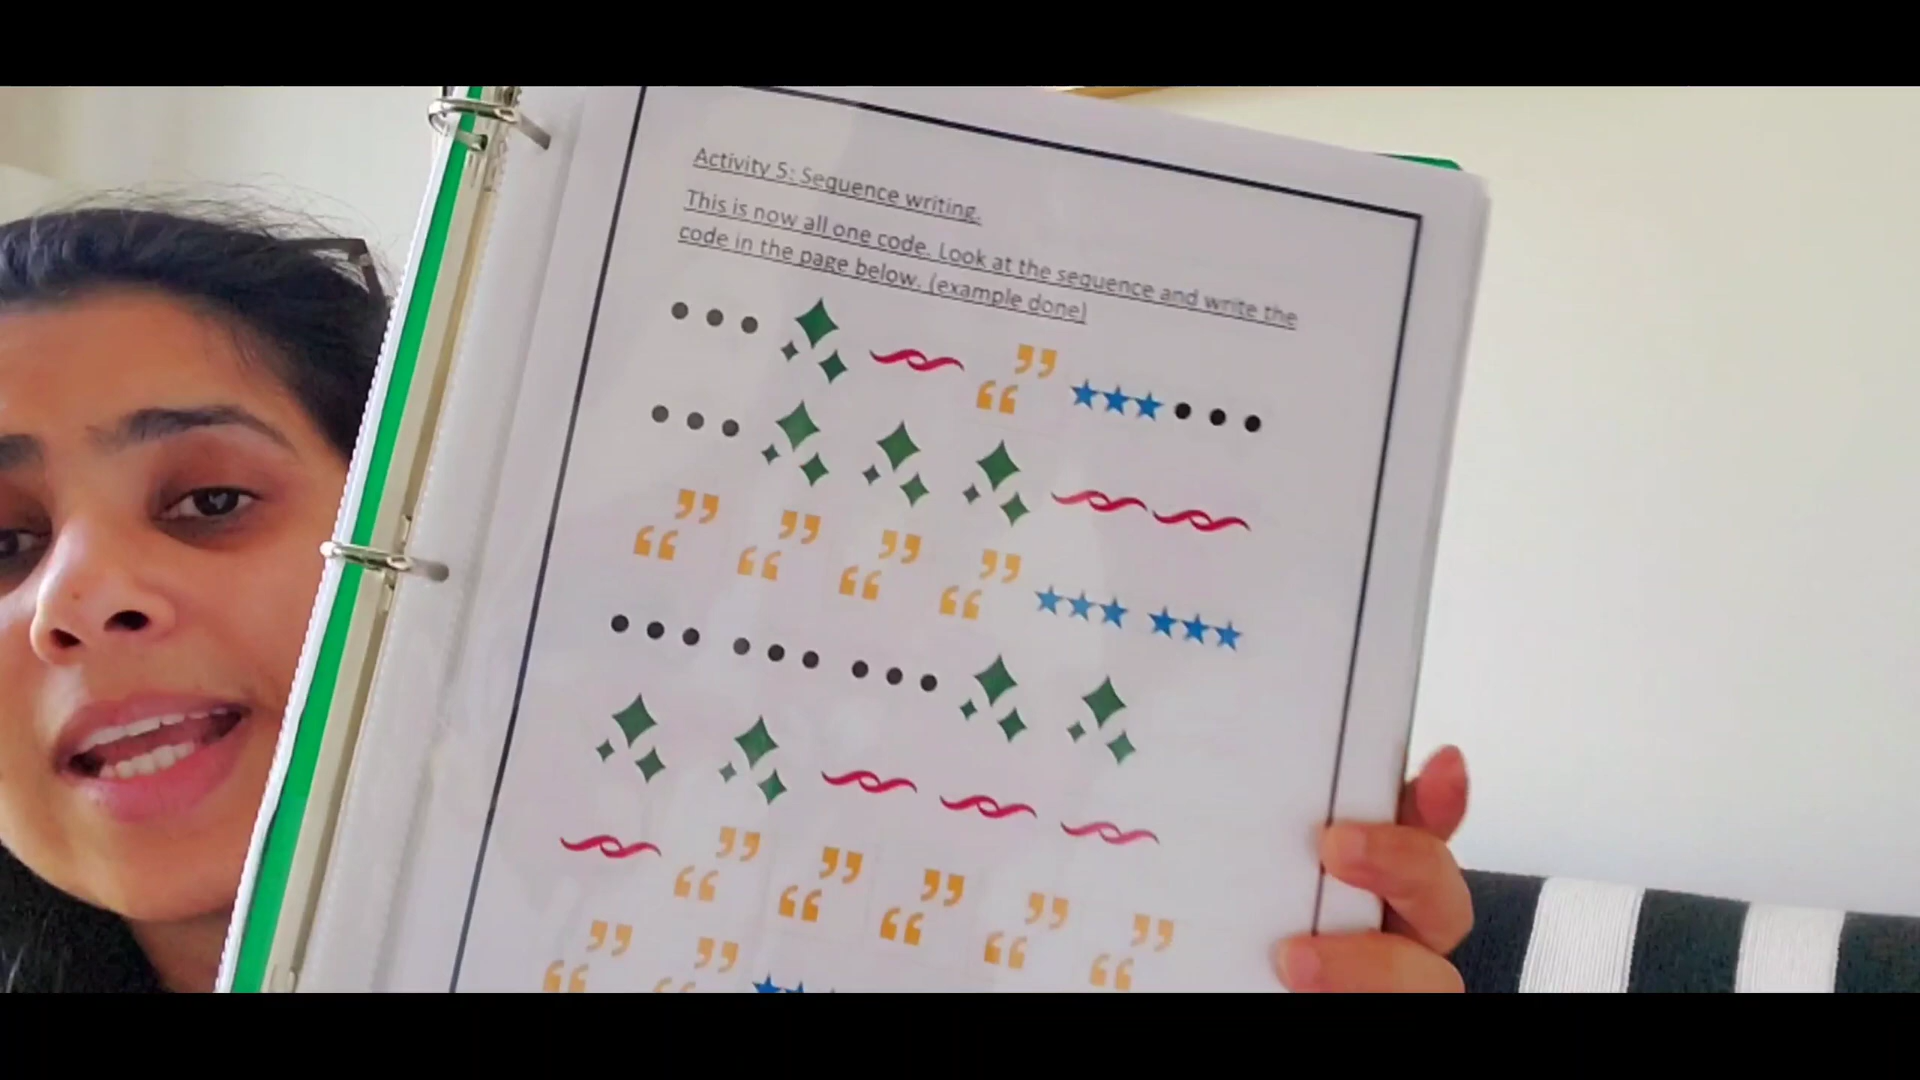 Activity 5: Sequence writing.
This is now all one code. Look at the sequence and write the
code in the page below. (example done)